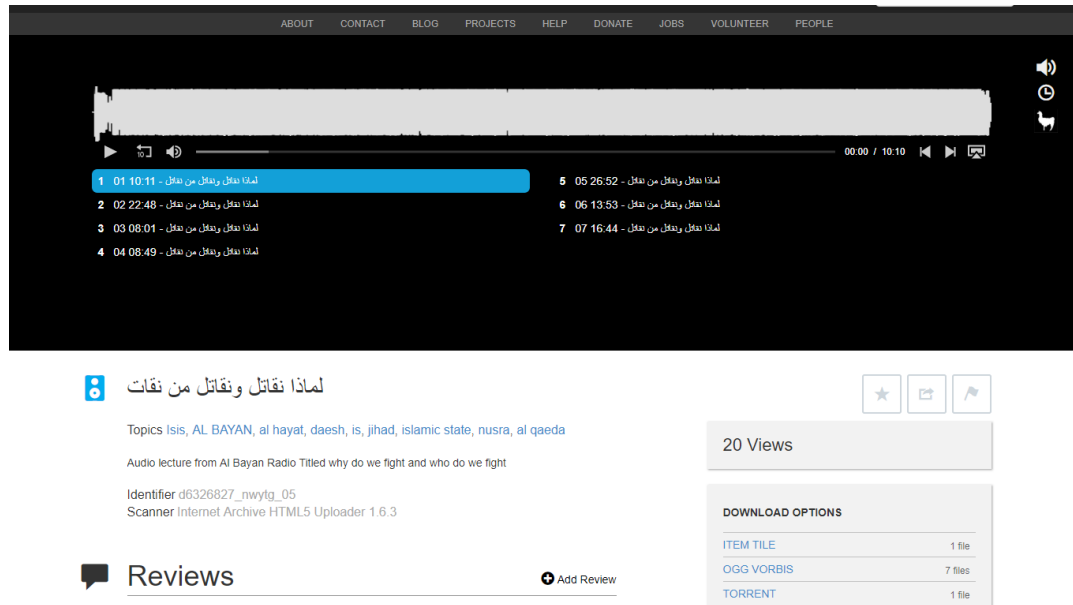 ABOUT CONTACT BLOG PROJECTS HELP DONATE JOBS VOLUNTEER PEOPLE
10
00:00 / 10:10
1 01 10:11 - لماذا نقاتل ونقاتل من نقاتل
2 02 22:48 - لماذا نقاتل ونقاتل من نقاتل
3 03 08:01 - لماذا نقاتل ونقاتل من نقاتل
4 04 08:49 - لماذا نقاتل ونقاتل من نقاتل
5 05 26:52 - لماذا نقاتل ونقاتل من نقاتل
6 06 13:53 - لماذا نقاتل ونقاتل من نقاتل
7 07 16:44 - لماذا نقاتل ونقاتل من نقاتل
لماذا نقاتل ونقاتل من نقات
Topics Isis, AL BAYAN, al hayat, daesh, is, jihad, islamic state, nusra, al qaeda
Audio lecture from Al Bayan Radio Titled why do we fight and who do we fight
Identifier d6326827_nwytg_05
Scanner Internet Archive HTML5 Uploader 1.6.3
Reviews
Add Review
20 Views
DOWNLOAD OPTIONS
ITEM TILE 1 file
OGG VORBIS 7 files
TORRENT 1 file